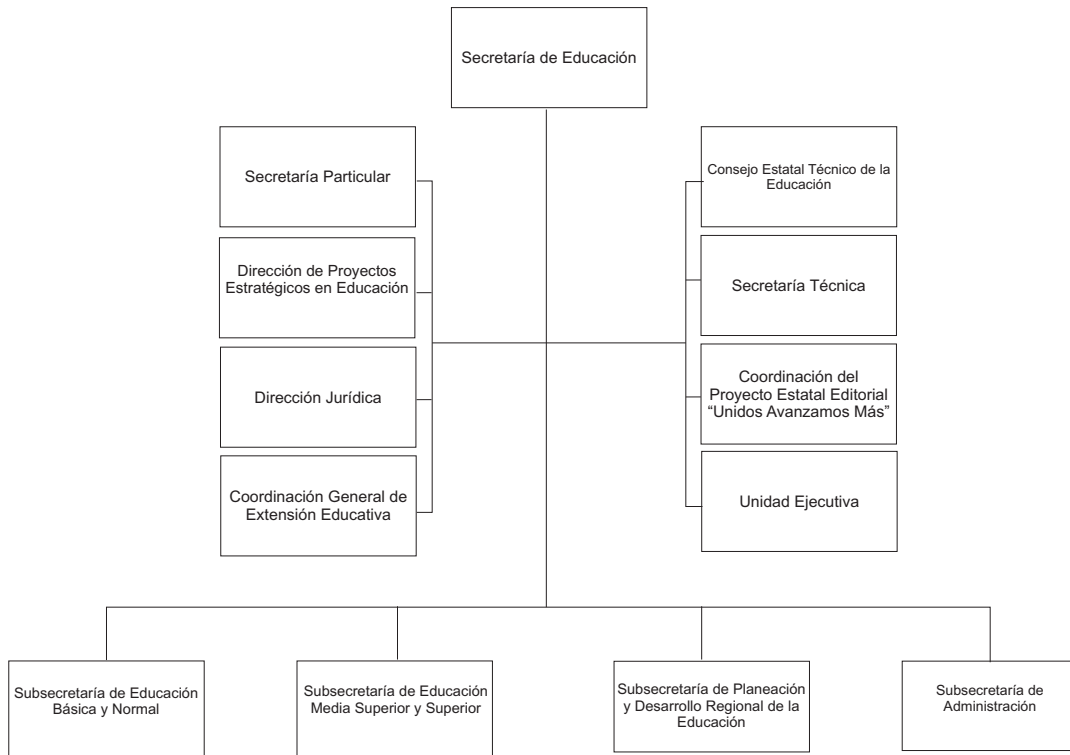 Secretaría de Educación
Secretaría Particular
Dirección de Proyectos
Estratégicos en Educación
Dirección Jurídica
Coordinación General de
Extensión Educativa
Consejo Estatal Técnico de la
Educación
Secretaría Técnica
Coordinación del
Proyecto Estatal Editorial
“Unidos Avanzamos Más”
Unidad Ejecutiva
Subsecretaría de Educación
Básica y Normal
Subsecretaría de Educación
Media Superior y Superior
Subsecretaría de Planeación
y Desarrollo Regional de la
Educación
Subsecretaría de
Administración